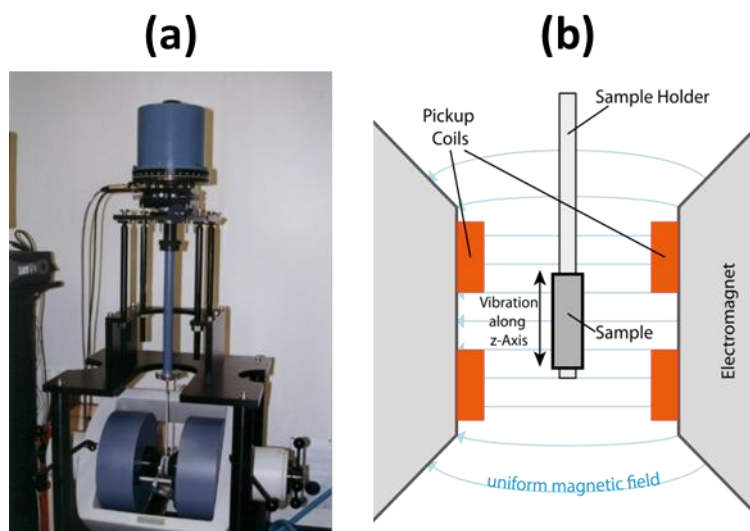 (a)
(b)
Sample Holder
Pickup
Coils
Vibration
along
z-Axis
Sample
Electromagnet
uniform magnetic field